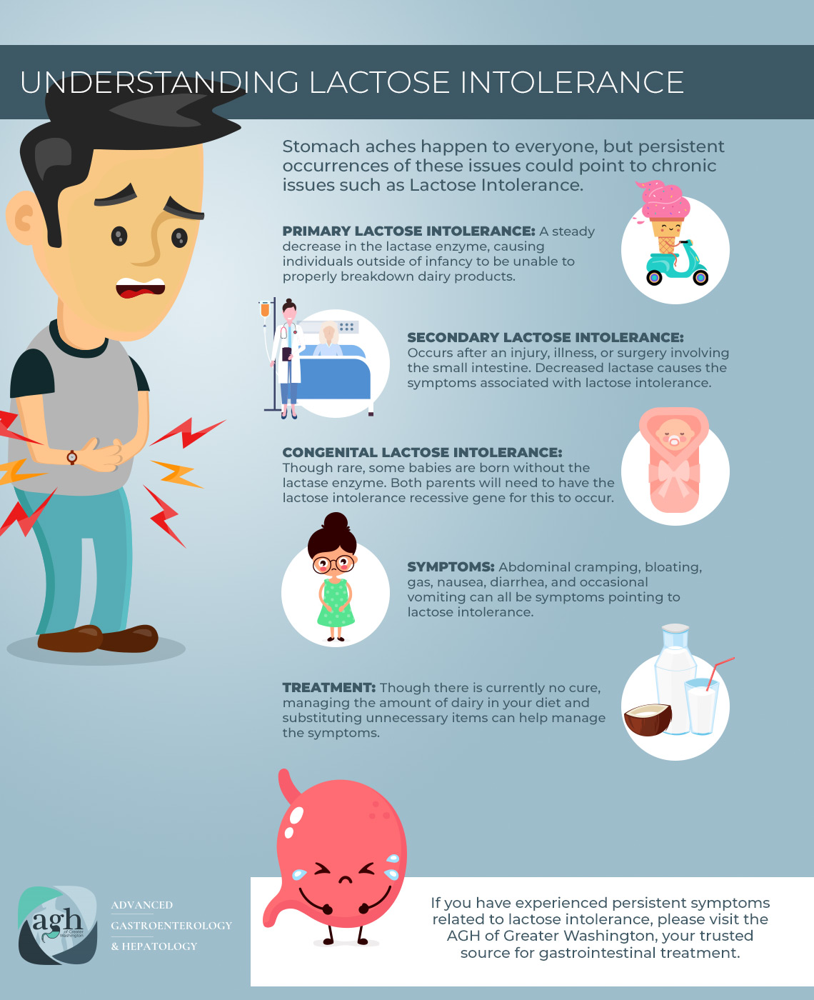 UNDERSTANDING LACTOSE INTOLERANCE
Stomach aches happen to everyone, but persistent
occurrences of these issues could point to chronic
issues such as Lactose Intolerance.
PRIMARY LACTOSE INTOLERANCE: A steady
decrease in the lactase enzyme, causing
individuals outside of infancy to be unable to
properly breakdown dairy products.
SECONDARY LACTOSE INTOLERANCE:
Occurs after an injury, illness, or surgery involving
the small intestine. Decreased lactase causes the
symptoms associated with lactose intolerance.
CONGENITAL LACTOSE INTOLERANCE:
Though rare, some babies are born without the
lactase enzyme. Both parents will need to have the
lactose intolerance recessive gene for this to occur.
SYMPTOMS: Abdominal cramping, bloating,
gas, nausea, diarrhea, and occasional
vomiting can all be symptoms pointing to
lactose intolerance.
TREATMENT: Though there is currently no cure,
managing the amount of dairy in your diet and
substituting unnecessary items can help manage
the symptoms.
agh
of Greater
Washington
ADVANCED
GASTROENTEROLOGY
& HEPATOLOGY
If you have experienced persistent symptoms
related to lactose intolerance, please visit the
AGH of Greater Washington, your trusted
source for gastrointestinal treatment.